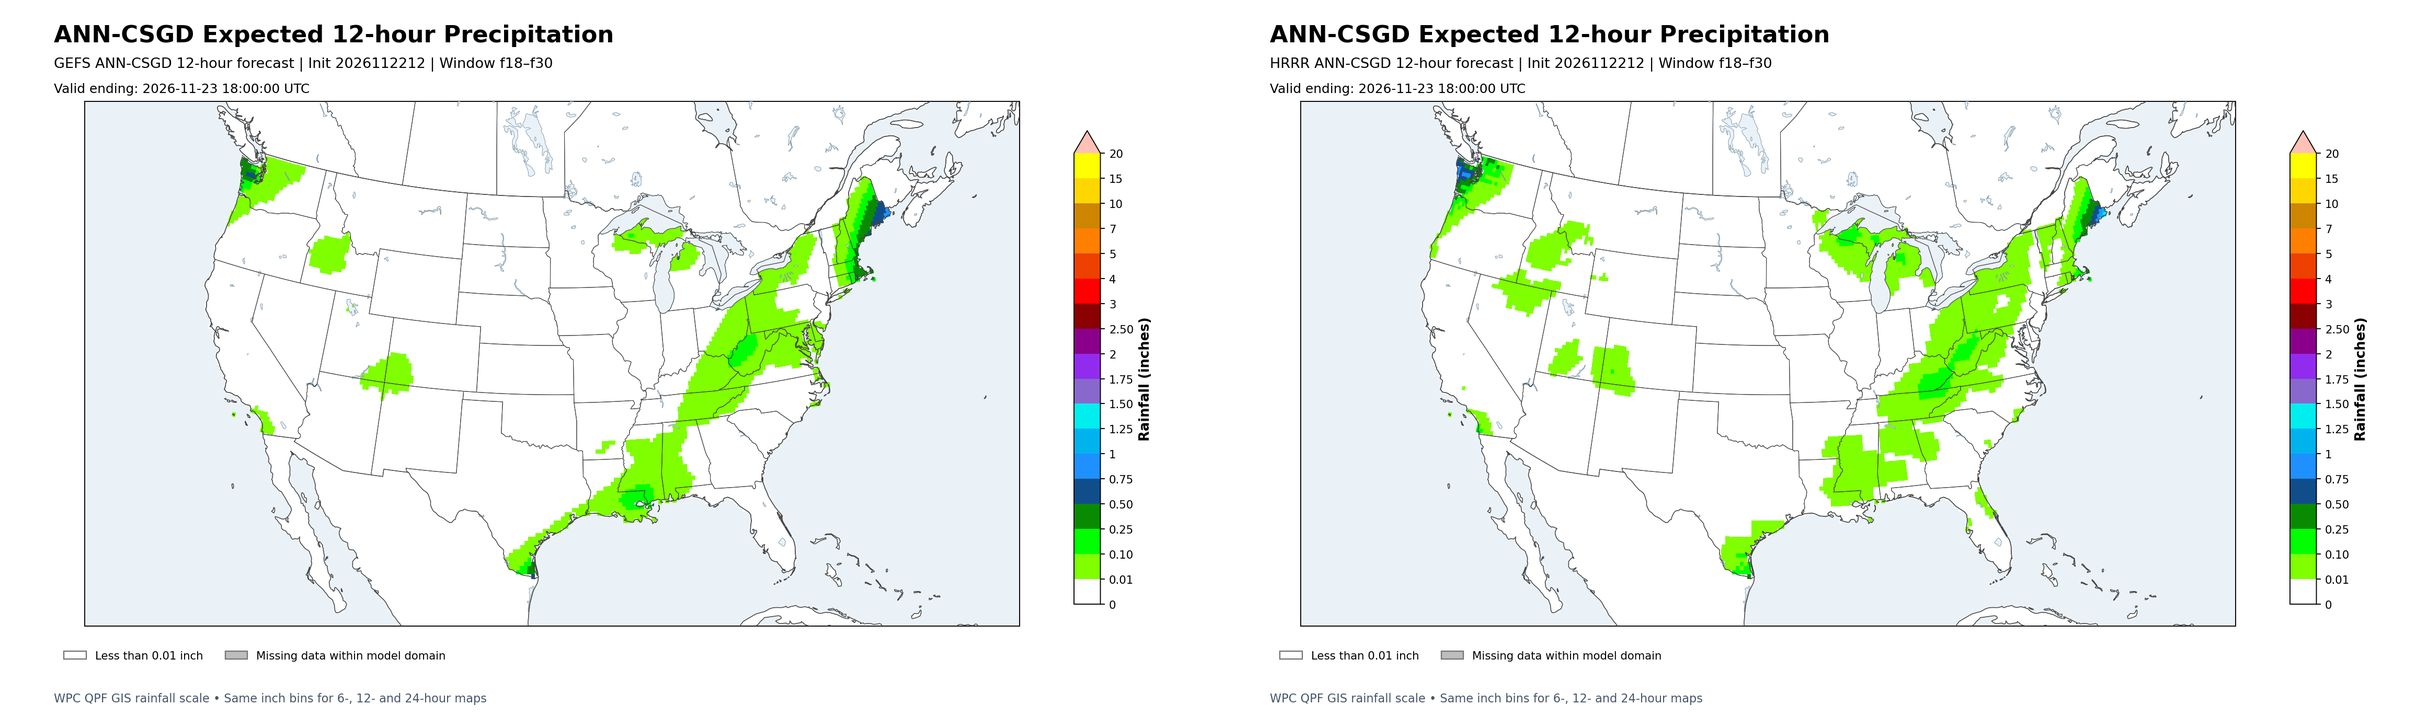 ANN-CSGD Expected 12-hour Precipitation
GEFS ANN-CSGD 12-hour forecast | Init 2026112212 | Window f18–f30
Valid ending: 2026-11-23 18:00:00 UTC
20
15
10
7
5
4
3
2.50
2
1.75
1.50
1.25
1
0.75
0.50
0.25
0.10
0.01
0
Rainfall (inches)
Less than 0.01 inch
Missing data within model domain
WPC QPF GIS rainfall scale • Same inch bins for 6-, 12- and 24-hour maps
ANN-CSGD Expected 12-hour Precipitation
HRRR ANN-CSGD 12-hour forecast | Init 2026112212 | Window f18–f30
Valid ending: 2026-11-23 18:00:00 UTC
20
15
10
7
5
4
3
2.50
2
1.75
1.50
1.25
1
0.75
0.50
0.25
0.10
0.01
0
Rainfall (inches)
Less than 0.01 inch
Missing data within model domain
WPC QPF GIS rainfall scale • Same inch bins for 6-, 12- and 24-hour maps